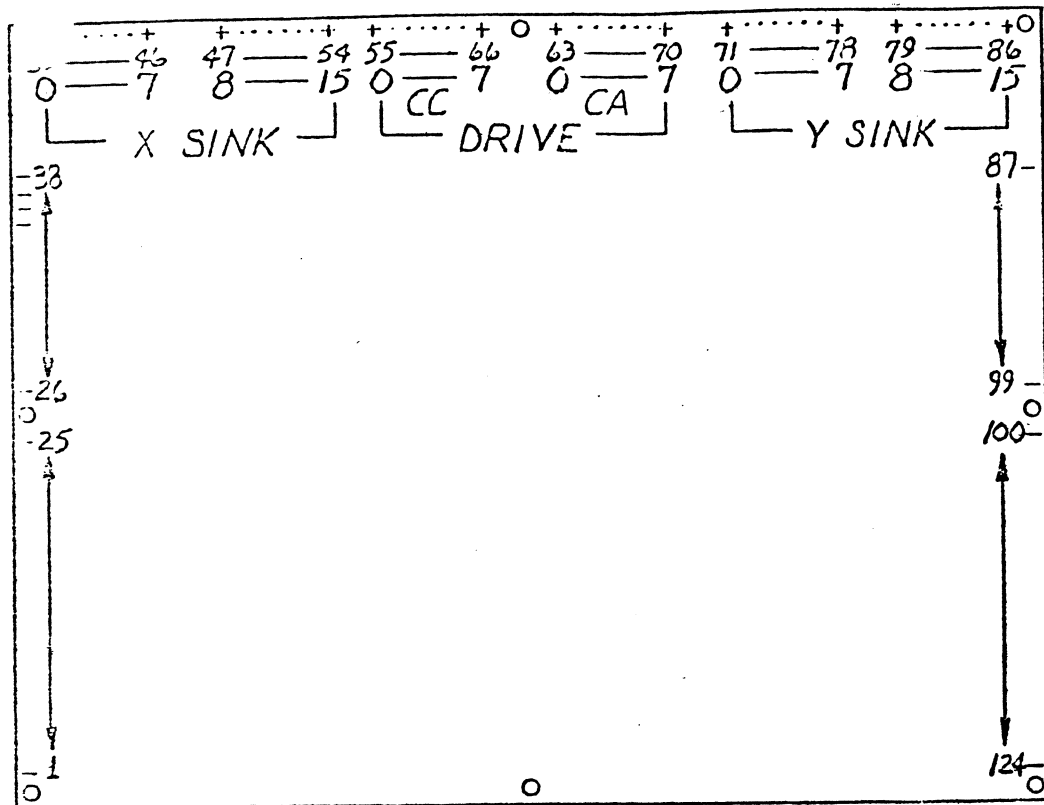 46 47 — 54 55 — 66 63 — 70 71 — 78 79 — 86
0 — 7 8 — 15 0 — 7 0 — 7 0 — 7 8 — 15
CC CA
X SINK DRIVE Y SINK
-38 87-
-26 99-
-25 100-
-1 124-